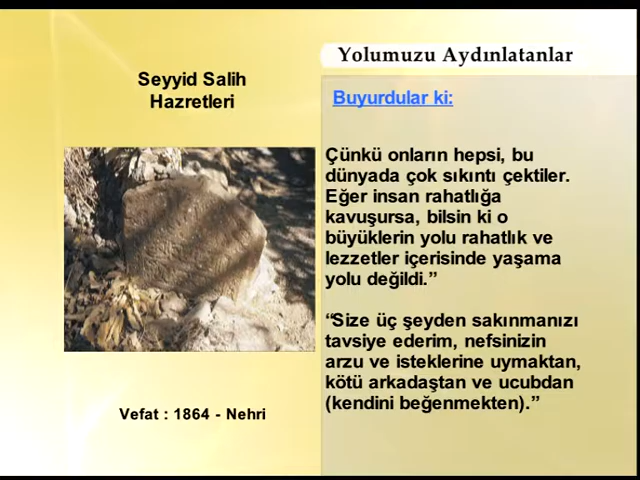 Yolumuzu Aydınlatanlar
Seyyid Salih
Hazretleri
Buyurdular ki:
Çünkü onların hepsi, bu
dünyada çok sıkıntı çektiler.
Eğer insan rahatlığa
kavuşursa, bilsin ki o
büyüklerin yolu rahatlık ve
lezzetler içerisinde yaşama
yolu değildi.”
“Size üç şeyden sakınmanızı
tavsiye ederim, nefsinizin
arzu ve isteklerine uymaktan,
kötü arkadaştan ve ucubdan
(kendini beğenmekten).”
Vefat : 1864 - Nehri